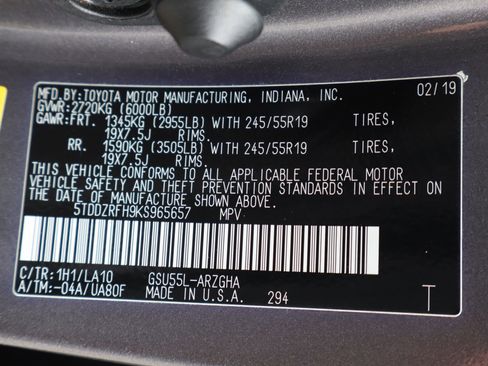 MFD.BY:TOYOTA MOTOR MANUFACTURING, INDIANA, INC. 02/19
GVWR:2720KG (6000LB)
GAWR:FRT. 1345KG (2955LB) WITH 245/55R19 TIRES,
19X7.5J RIMS.
RR. 1590KG (3505LB) WITH 245/55R19 TIRES,
19X7.5J RIMS.
THIS VEHICLE CONFORMS TO ALL APPLICABLE FEDERAL MOTOR
VEHICLE SAFETY AND THEFT PREVENTION STANDARDS IN EFFECT
ON THE DATE OF MANUFACTURE SHOWN ABOVE.
5TDDZRFH9KS965657 MPV
C/TR:1H1/LA10 GSU55L-ARZGHA
A/TM:-04A/UA80F MADE IN U.S.A. 294 T